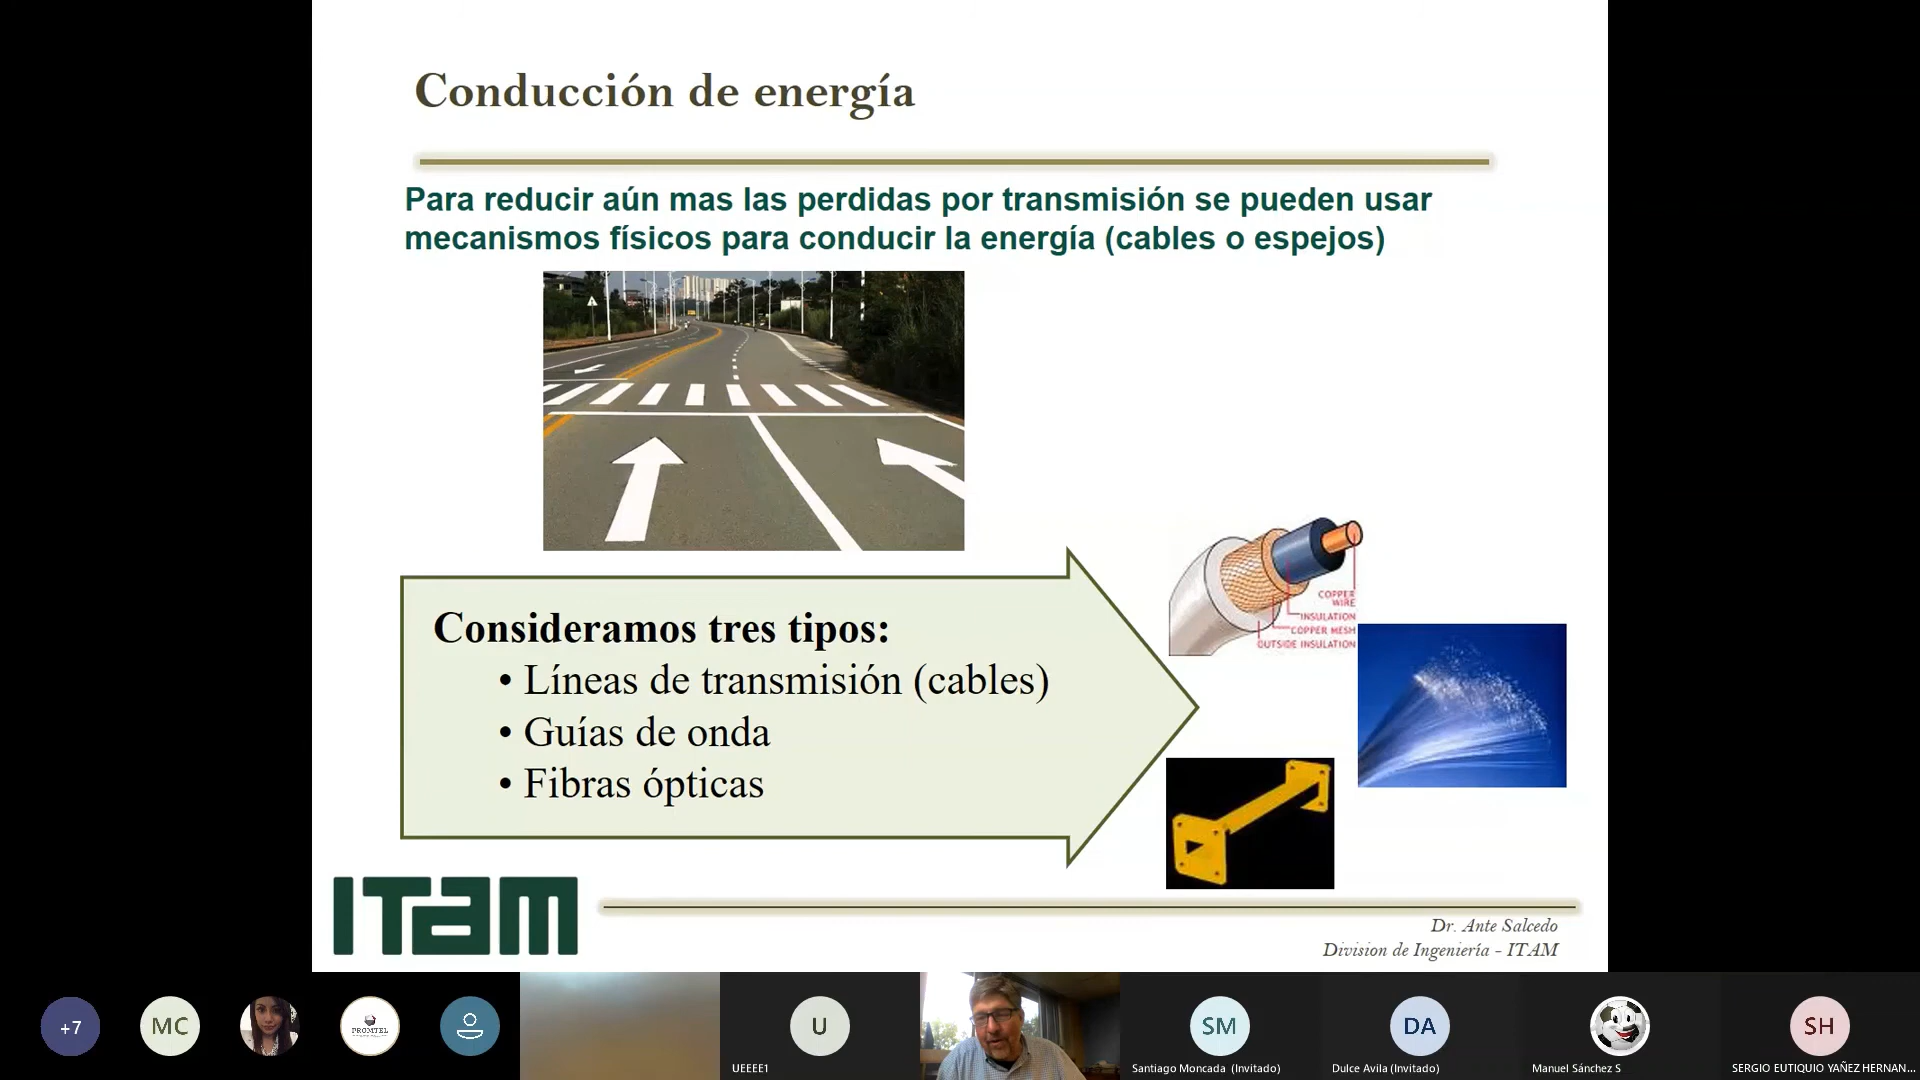 Conducción de energía
Para reducir aún mas las perdidas por transmisión se pueden usar
mecanismos físicos para conducir la energía (cables o espejos)
Consideramos tres tipos:
• Líneas de transmisión (cables)
• Guías de onda
• Fibras ópticas
COPPER
WIRE
INSULATION
COPPER MESH
OUTSIDE INSULATION
ITAM
Dr. Ante Salcedo
Division de Ingeniería - ITAM
+7
MC
PROMTEL
U
UEEEE1
SM
Santiago Moncada (Invitado)
DA
Dulce Avila (Invitado)
Manuel Sánchez S
SH
SERGIO EUTIQUIO YAÑEZ HERNAN...